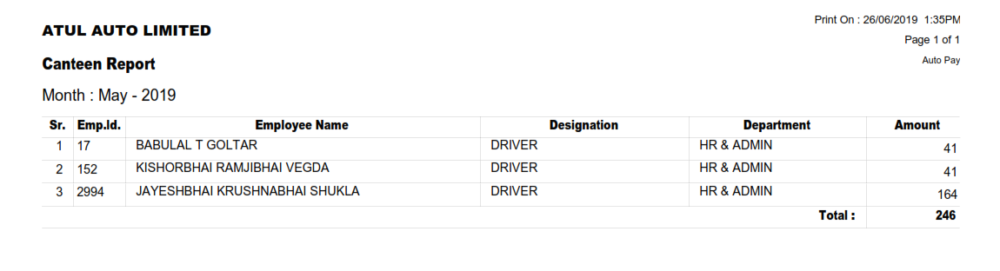 Print On : 26/06/2019 1:35PM
ATUL AUTO LIMITED
Page 1 of 1
Canteen Report
Auto Pay
Month : May - 2019
Sr. Emp.Id. Employee Name Designation Department Amount
1 17 BABULAL T GOLTAR DRIVER HR & ADMIN 41
2 152 KISHORBHAI RAMJIBHAI VEGDA DRIVER HR & ADMIN 41
3 2994 JAYESHBHAI KRUSHNABHAI SHUKLA DRIVER HR & ADMIN 164
Total : 246